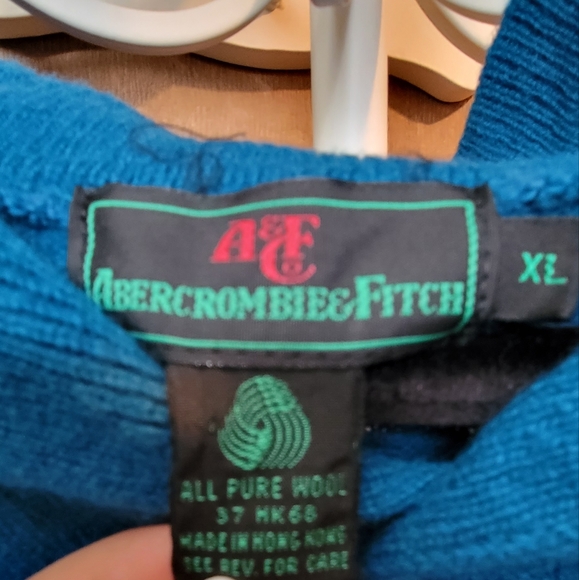 A&F
Co
ABERCROMBIE&FITCH
XL
ALL PURE WOOL
37 HK68
MADE IN HONG KONG
SEE REV. FOR CARE